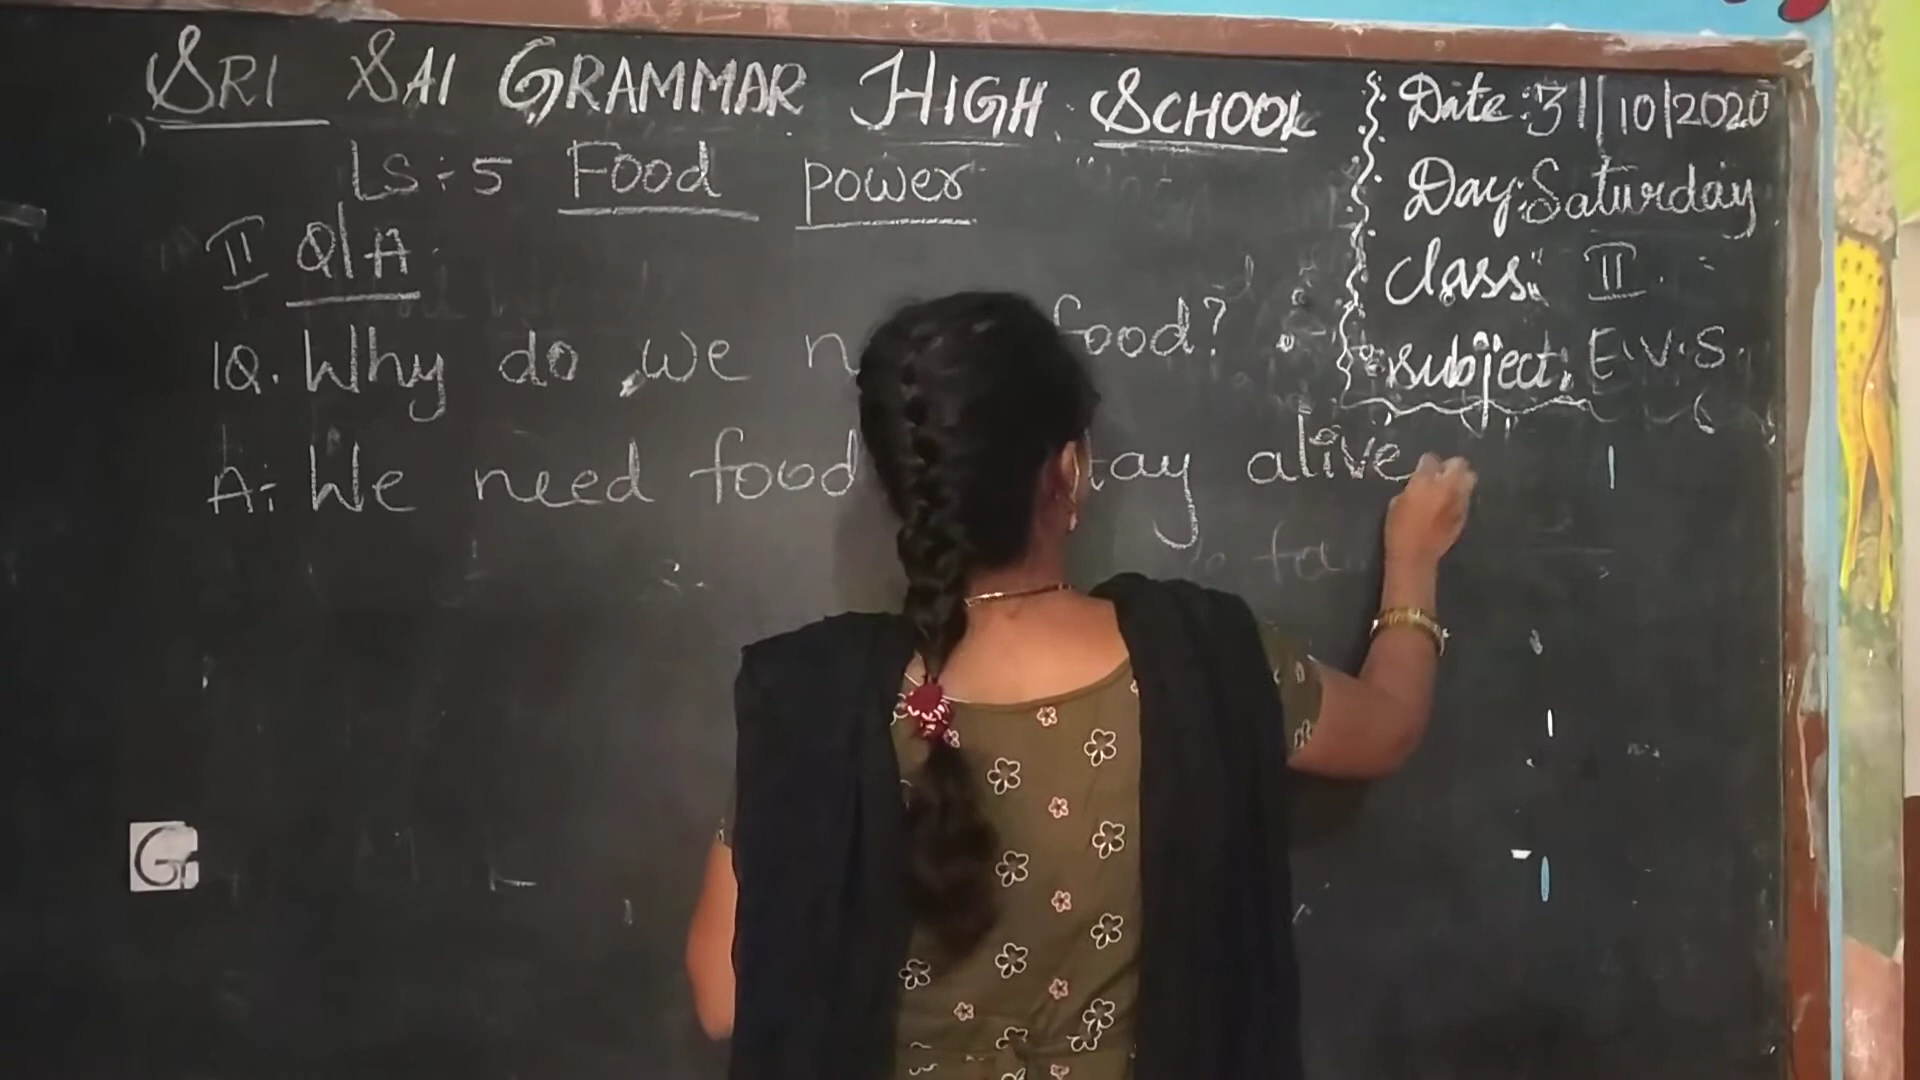 SRI SAI GRAMMAR HIGH SCHOOL
Date: 31/10/2020
Day: Saturday
Class: II
Subject: E.V.S.
LS: 5 Food power
II Q/A
1Q. Why do we food?
A: We need food alive
G